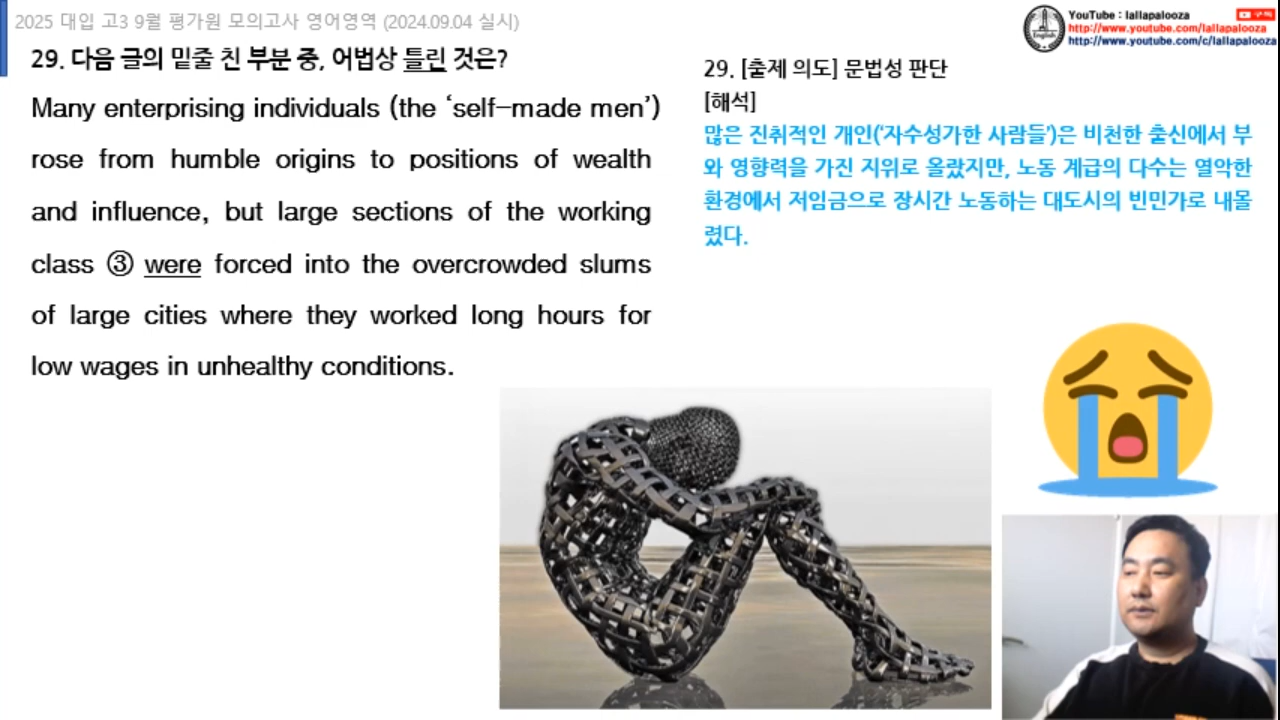 2025 대입 고3 9월 평가원 모의고사 영어영역 (2024.09.04 실시)
YouTube : lallapalooza
구독
http://www.youtube.com/lallapalooza
http://www.youtube.com/c/lallapalooza
English
29. 다음 글의 밑줄 친 부분 중, 어법상 틀린 것은?
Many enterprising individuals (the ‘self-made men’)
rose from humble origins to positions of wealth
and influence, but large sections of the working
class ③ were forced into the overcrowded slums
of large cities where they worked long hours for
low wages in unhealthy conditions.
29. [출제 의도] 문법성 판단
[해석]
많은 진취적인 개인(‘자수성가한 사람들’)은 비천한 출신에서 부
와 영향력을 가진 지위로 올랐지만, 노동 계급의 다수는 열악한
환경에서 저임금으로 장시간 노동하는 대도시의 빈민가로 내몰
렸다.